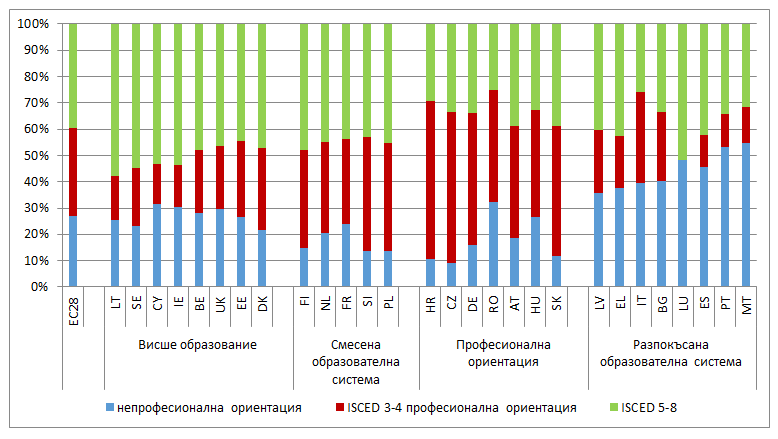 100%
90%
80%
70%
60%
50%
40%
30%
20%
10%
0%
ЕС28 LT SE CY IE BE UK EE DK FI NL FR SI PL HR CZ DE RO AT HU SK LV EL IT BG LU ES PT MT
Висше образование
Смесена
образователна
система
Професионална
ориентация
Разпокъсана
образователна система
непрофесионална ориентация ISCED 3-4 професионална ориентация ISCED 5-8